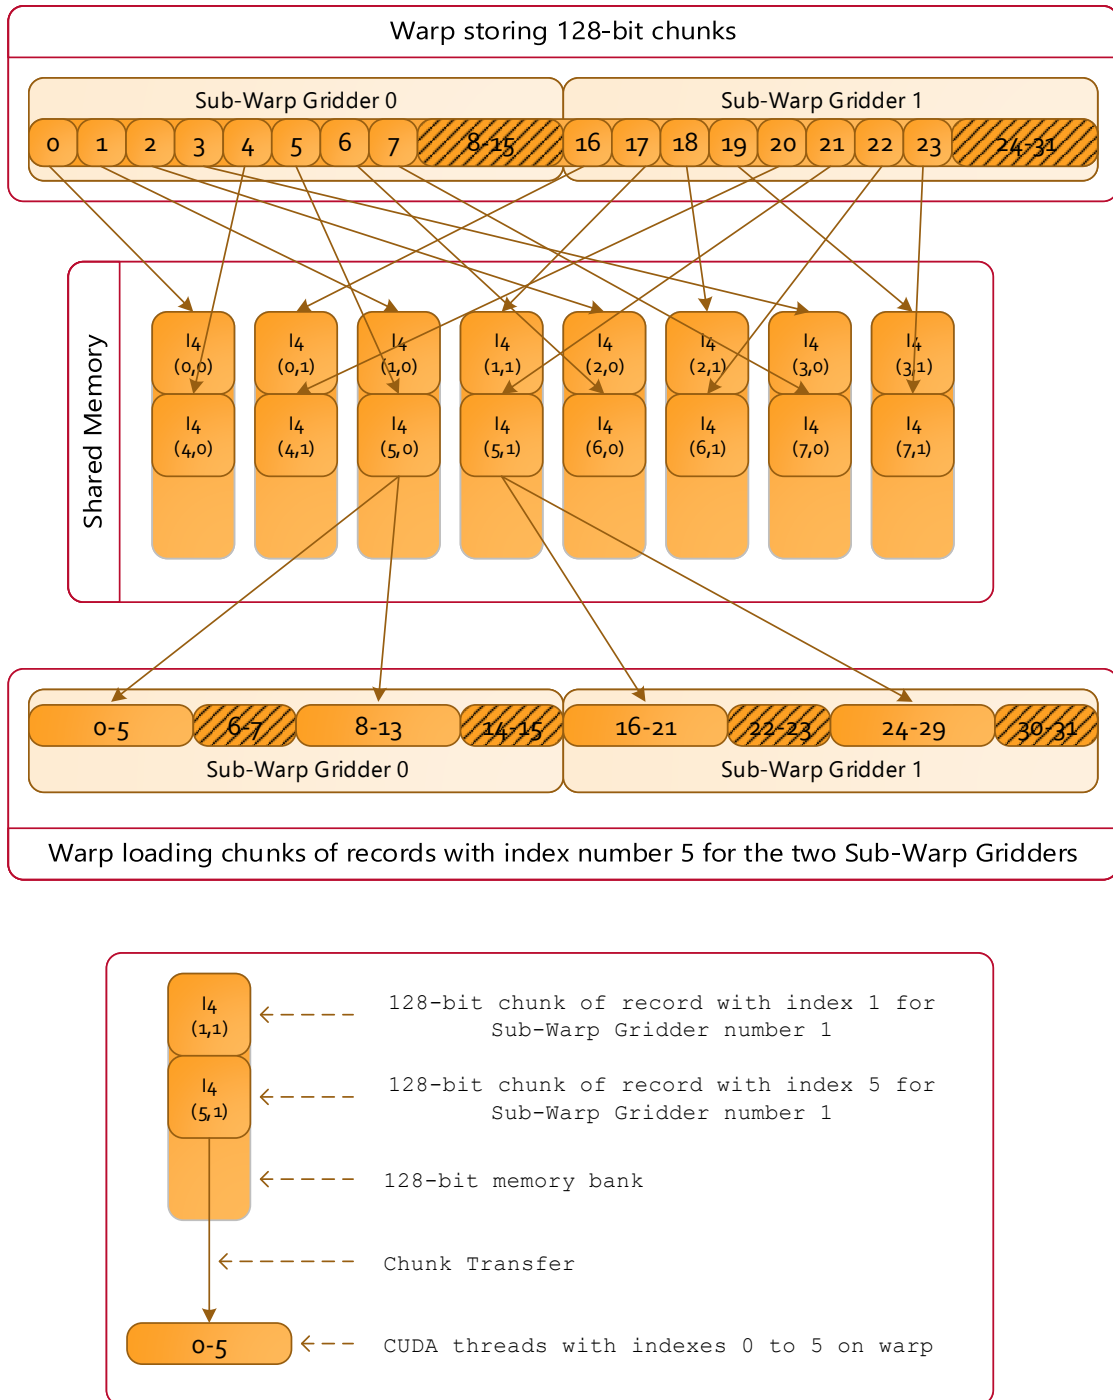 Warp storing 128-bit chunks
Sub-Warp Gridder 0 Sub-Warp Gridder 1
0 1 2 3 4 5 6 7 8-15 16 17 18 19 20 21 22 23 24-31
Shared Memory
I4 I4 I4 I4 I4 I4 I4 I4
(0,0) (0,1) (1,0) (1,1) (2,0) (2,1) (3,0) (3,1)
I4 I4 I4 I4 I4 I4 I4 I4
(4,0) (4,1) (5,0) (5,1) (6,0) (6,1) (7,0) (7,1)
0-5 6-7 8-13 14-15 16-21 22-23 24-29 30-31
Sub-Warp Gridder 0 Sub-Warp Gridder 1
Warp loading chunks of records with index number 5 for the two Sub-Warp Gridders
I4
(1,1)
128-bit chunk of record with index 1 for
Sub-Warp Gridder number 1
I4
(5,1)
128-bit chunk of record with index 5 for
Sub-Warp Gridder number 1
128-bit memory bank
Chunk Transfer
0-5
CUDA threads with indexes 0 to 5 on warp